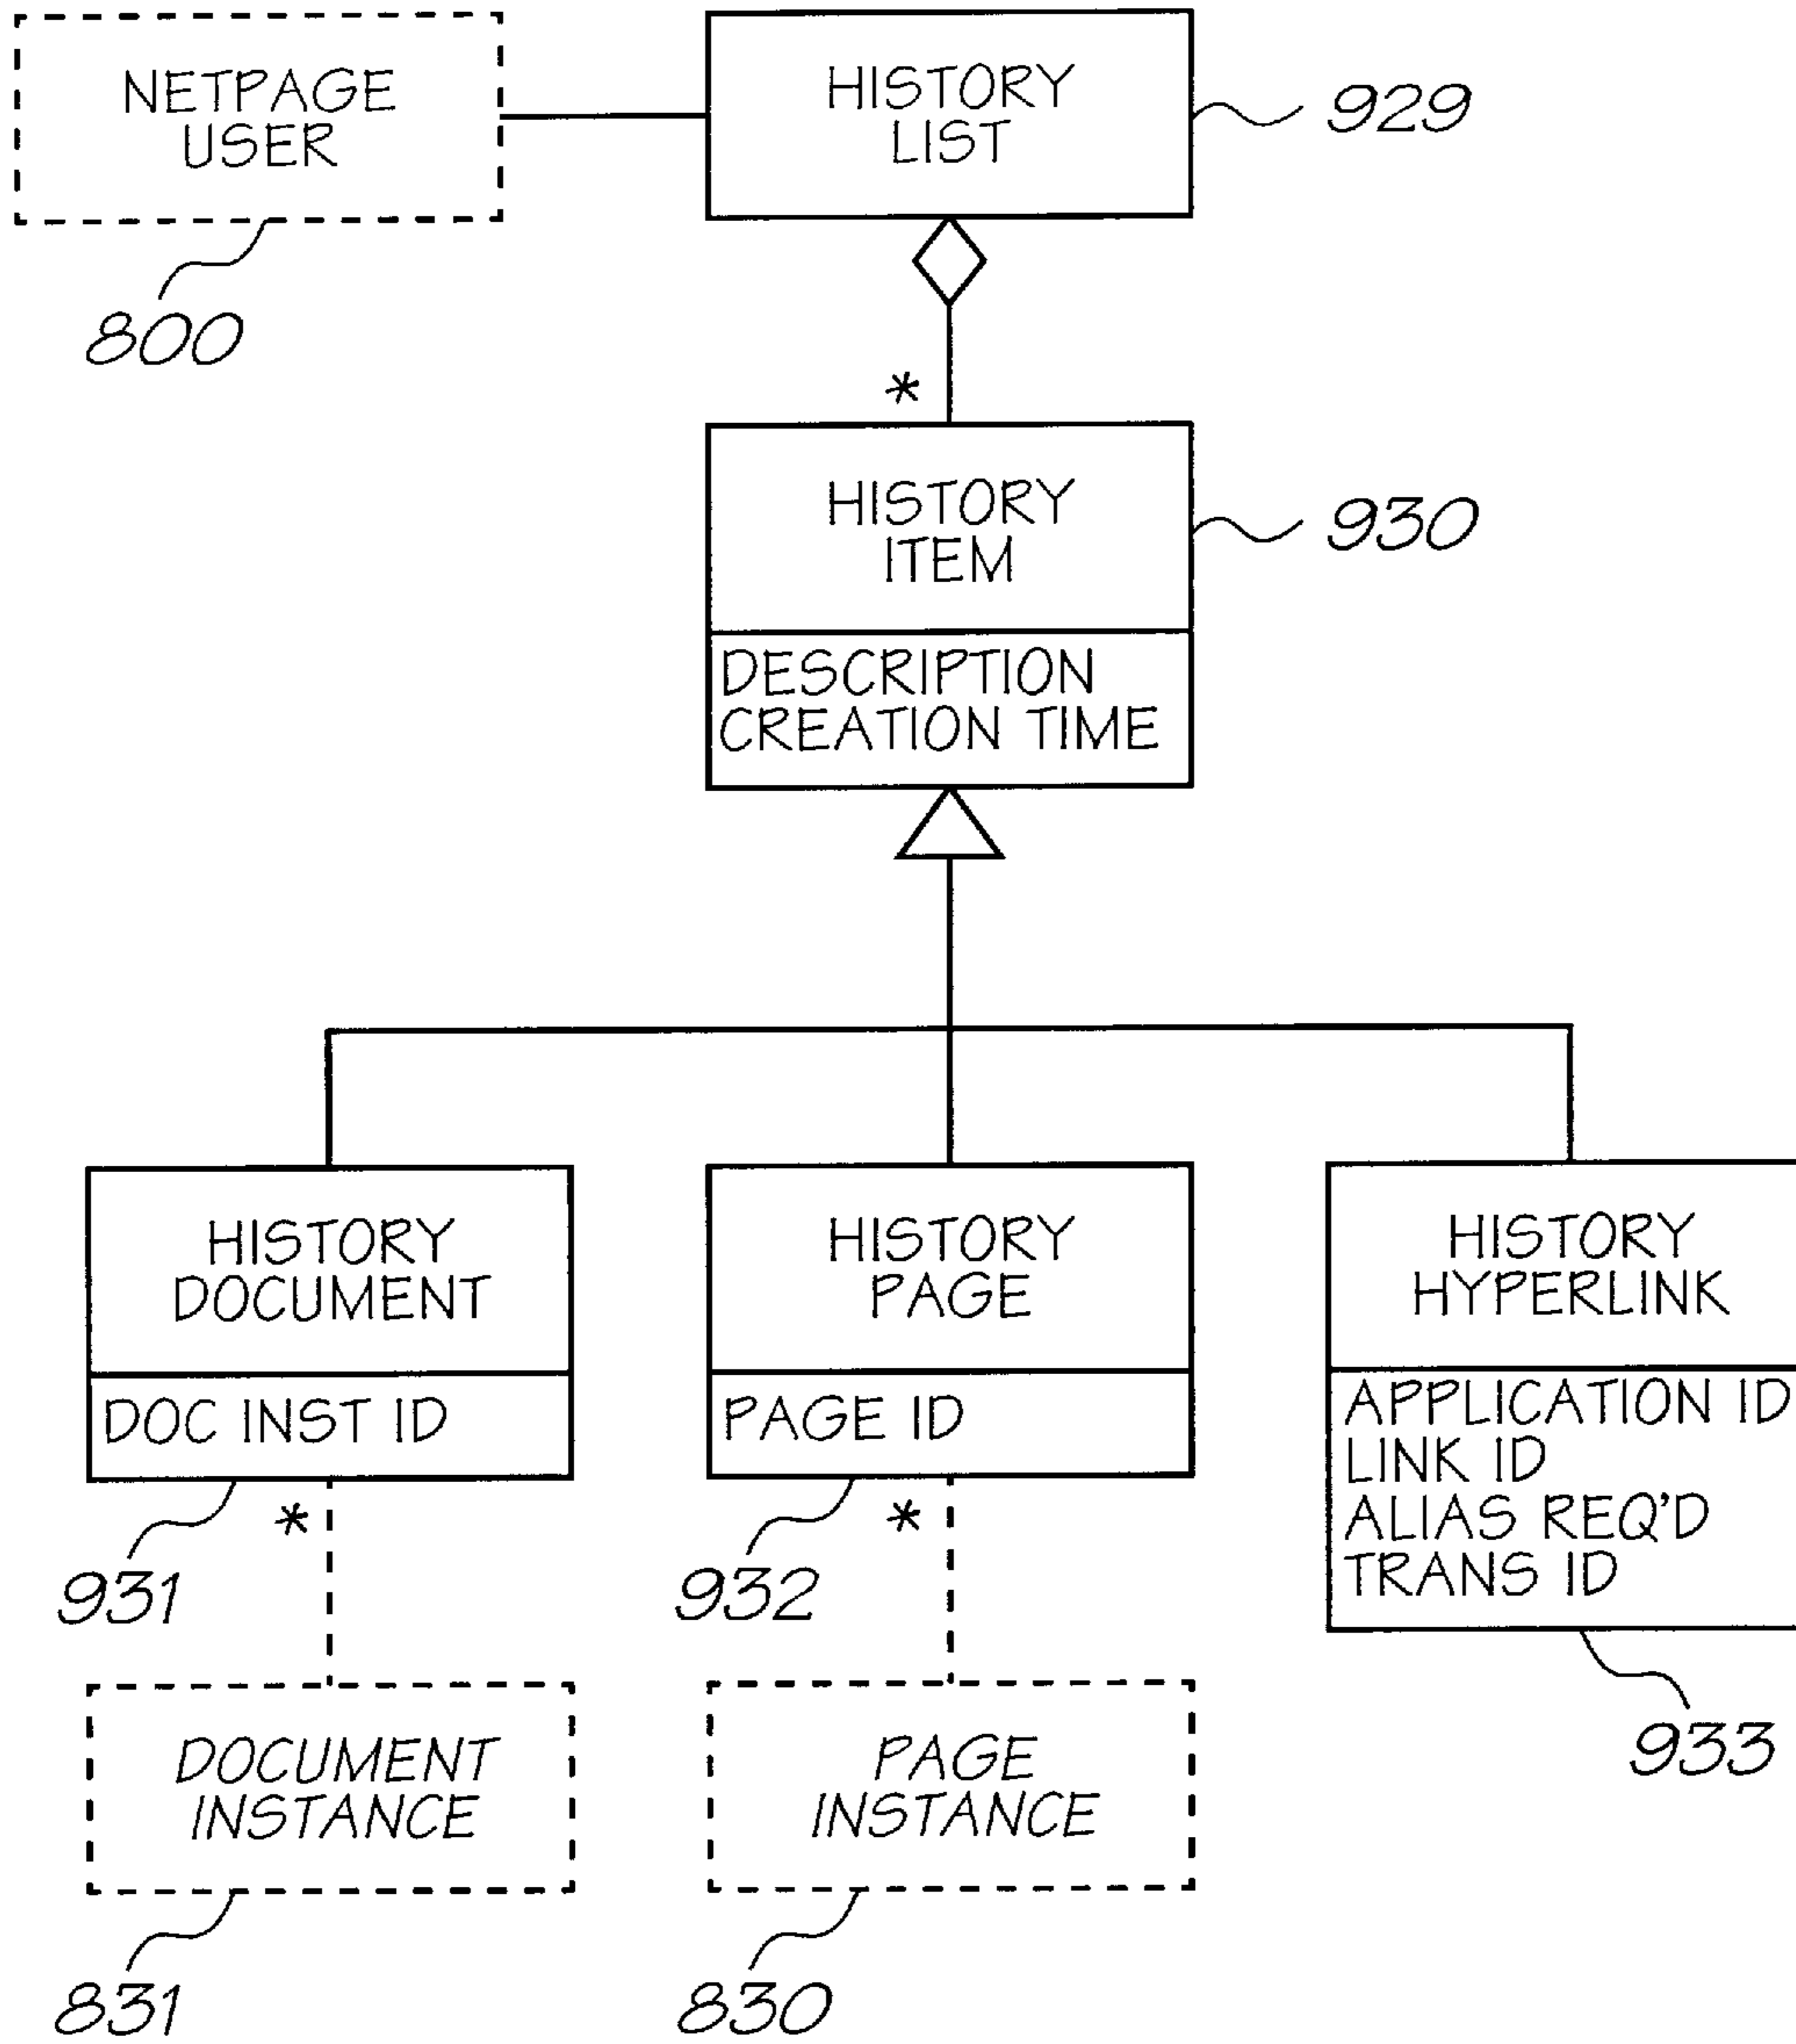 NETPAGE
USER
800
HISTORY
LIST
929
*
HISTORY
ITEM
930
DESCRIPTION
CREATION TIME
HISTORY
DOCUMENT
DOC INST ID
931
*
HISTORY
PAGE
PAGE ID
932
*
HISTORY
HYPERLINK
APPLICATION ID
LINK ID
ALIAS REQ'D
TRANS ID
933
DOCUMENT
INSTANCE
831
PAGE
INSTANCE
830